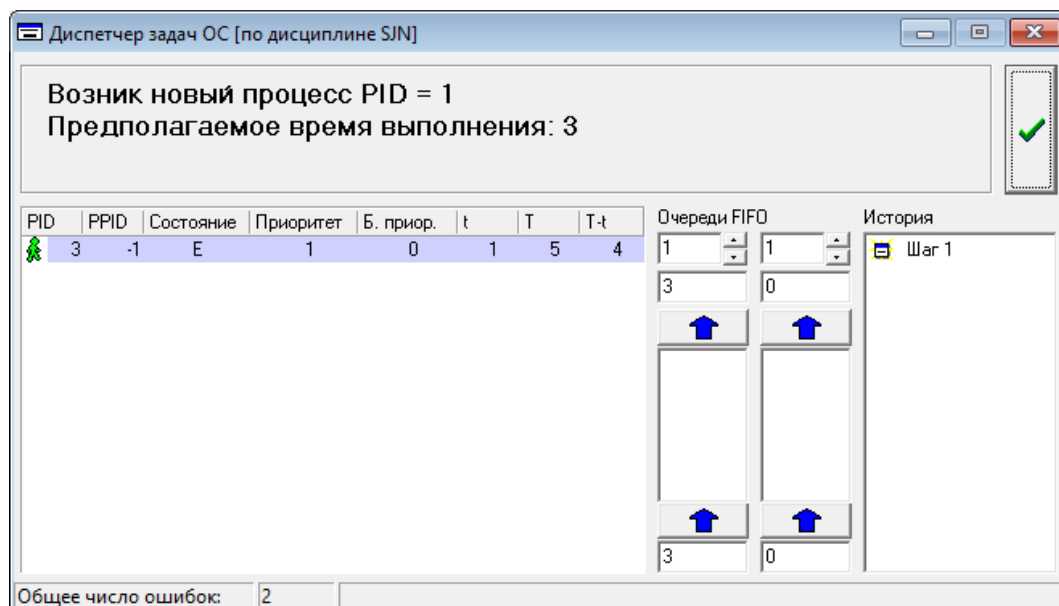 Диспетчер задач ОС [по дисциплине SJN]
Возник новый процесс PID = 1
Предполагаемое время выполнения: 3
PID PPID Состояние Приоритет Б. приор. t T T-t
3 -1 E 1 0 1 5 4
Очереди FIFO
1 1
3 0
3 0
История
Шаг 1
Общее число ошибок: 2